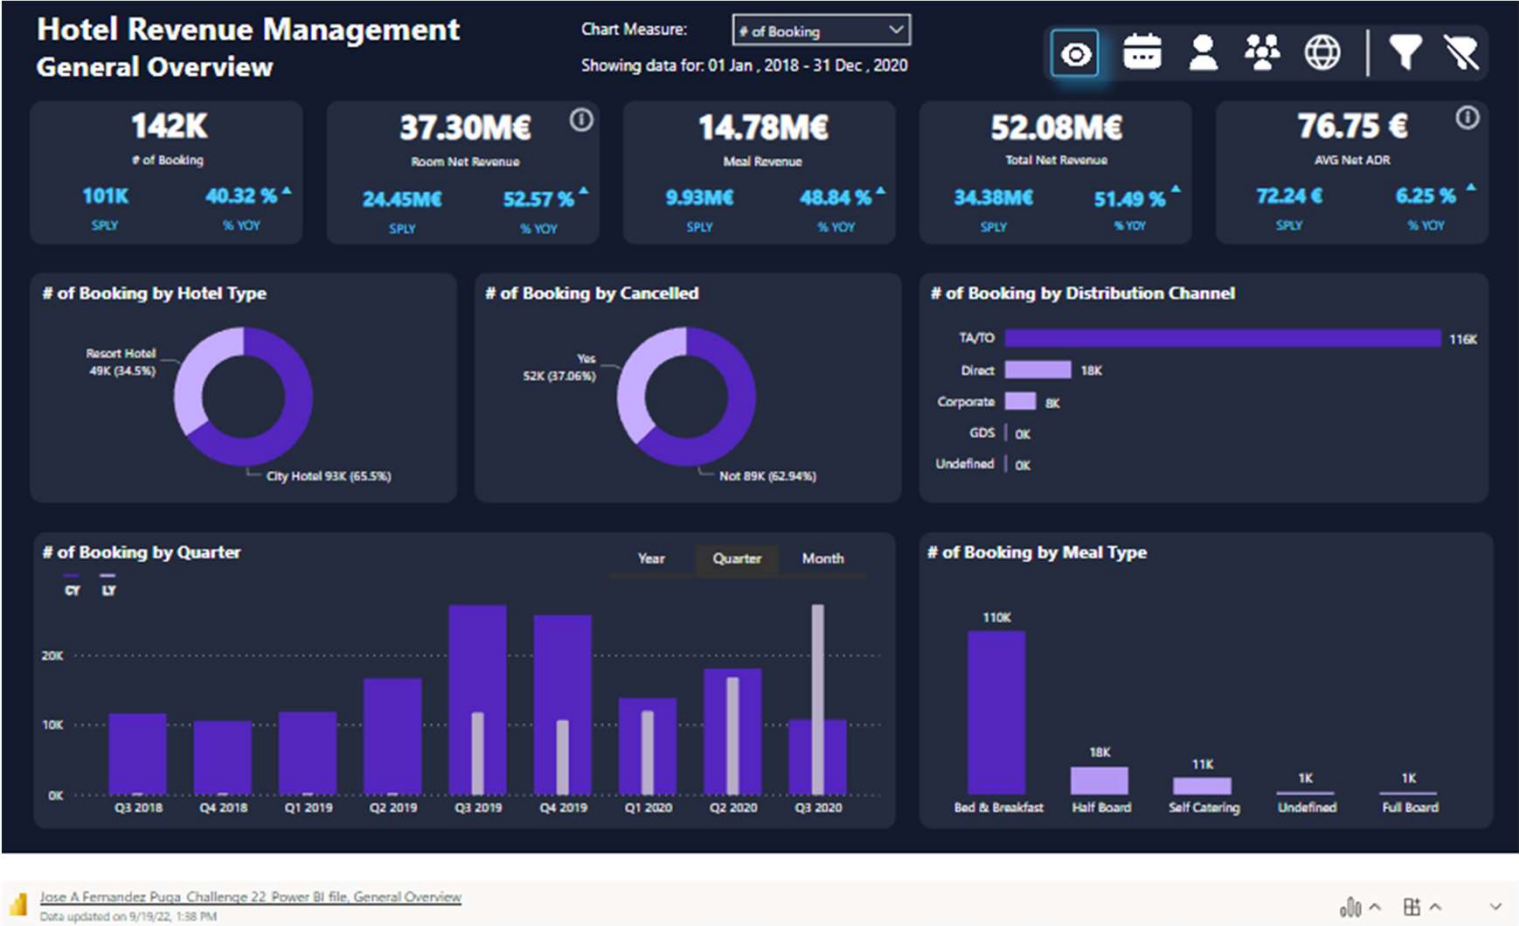 Hotel Revenue Management
General Overview
Chart Measure:
# of Booking
Showing data for: 01 Jan , 2018 - 31 Dec , 2020
142K
# of Booking
101K
SPLY
40.32 %
% YOY
37.30M€
Room Net Revenue
24.45M€
SPLY
52.57 %
% YOY
14.78M€
Meal Revenue
9.93M€
SPLY
48.84 %
% YOY
52.08M€
Total Net Revenue
34.38M€
SPLY
51.49 %
% YOY
76.75 €
AVG Net ADR
72.24 €
SPLY
6.25 %
% YOY
# of Booking by Hotel Type
Resort Hotel
49K (34.5%)
City Hotel 93K (65.5%)
# of Booking by Cancelled
Yes
52K (37.06%)
Not 89K (62.94%)
# of Booking by Distribution Channel
TA/TO 116K
Direct 18K
Corporate 8K
GDS 0K
Undefined 0K
# of Booking by Quarter
Year Quarter Month
CY LY
20K
10K
0K
Q3 2018 Q4 2018 Q1 2019 Q2 2019 Q3 2019 Q4 2019 Q1 2020 Q2 2020 Q3 2020
# of Booking by Meal Type
110K
18K
11K
1K
1K
Bed & Breakfast Half Board Self Catering Undefined Full Board
Jose A Fernandez Puga_Challenge 22_Power BI file, General Overview
Data updated on 9/19/22, 1:38 PM